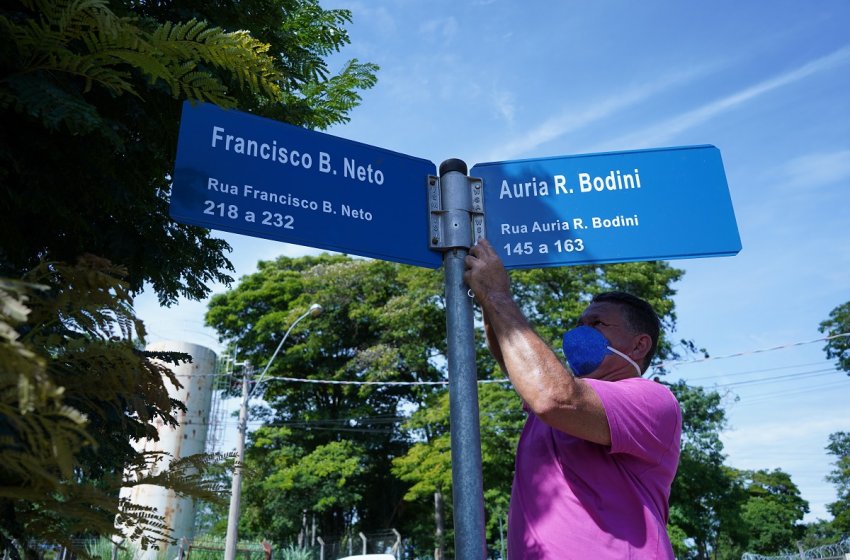 Francisco B. Neto
Rua Francisco B. Neto
218 a 232
Auria R. Bodini
Rua Auria R. Bodini
145 a 163